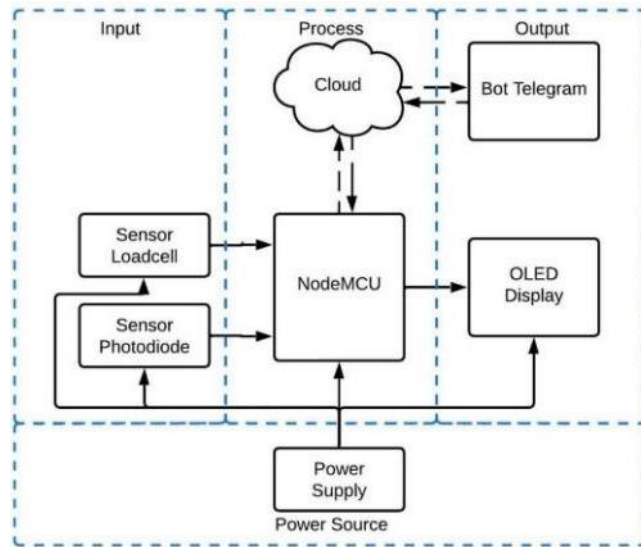 Input
Process
Output
Cloud
Bot Telegram
Sensor
Loadcell
NodeMCU
OLED
Display
Sensor
Photodiode
Power
Supply
Power Source